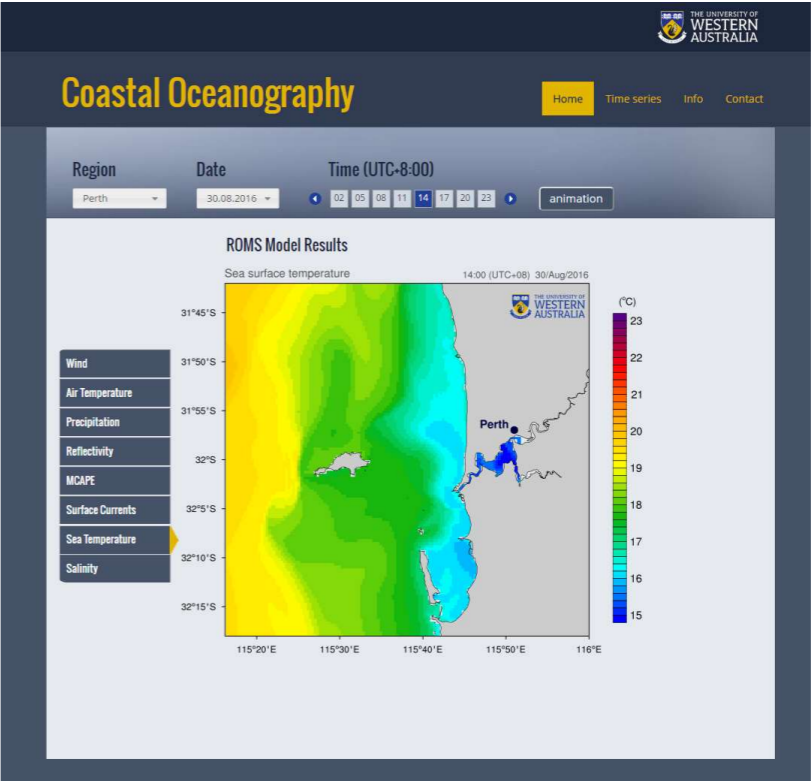 THE UNIVERSITY OF
WESTERN
AUSTRALIA
Coastal Oceanography
Home Time series Info Contact
Region Date Time (UTC+8:00)
Perth 30.08.2016 02 05 08 11 14 17 20 23 animation
ROMS Model Results
Sea surface temperature 14:00 (UTC+08) 30/Aug/2016
THE UNIVERSITY OF
WESTERN
AUSTRALIA
(°C)
23
22
21
20
19
18
17
16
15
31°45'S
31°50'S
31°55'S
32°S
32°5'S
32°10'S
32°15'S
Perth
115°20'E 115°30'E 115°40'E 115°50'E 116°E
Wind
Air Temperature
Precipitation
Reflectivity
MCAPE
Surface Currents
Sea Temperature
Salinity